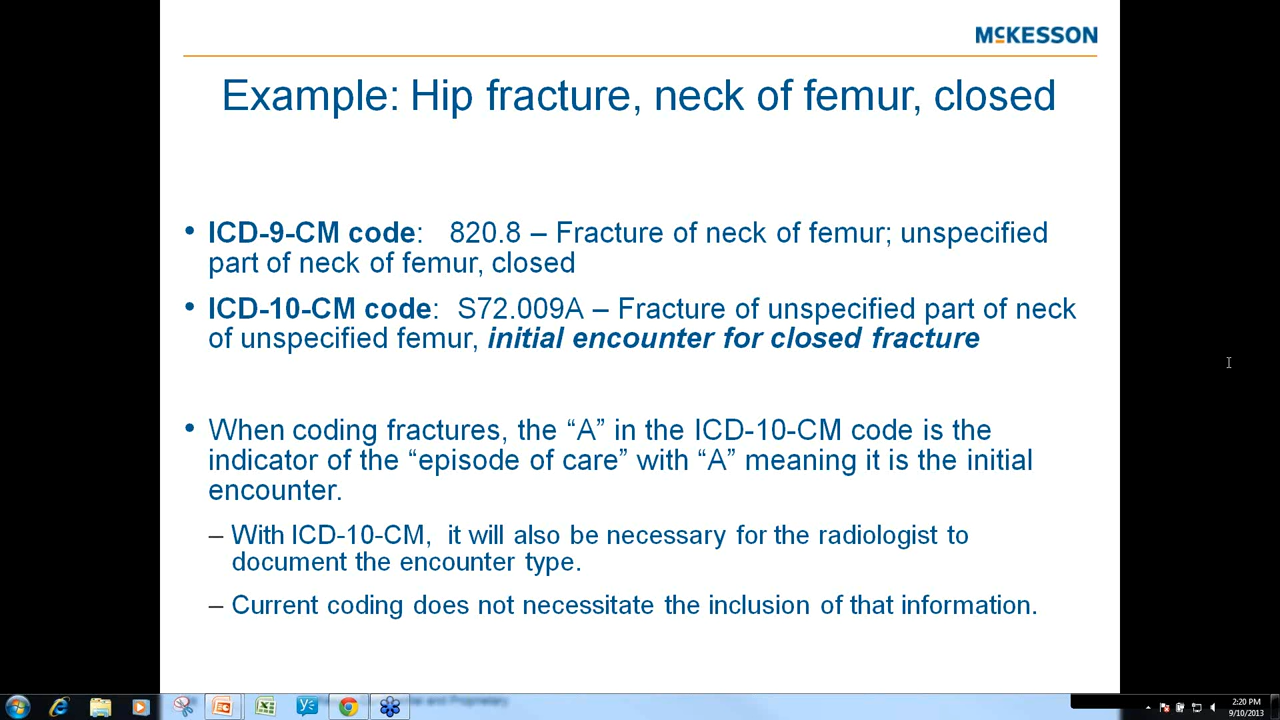 MCKESSON
Example: Hip fracture, neck of femur, closed
• ICD-9-CM code: 820.8 – Fracture of neck of femur; unspecified
part of neck of femur, closed
• ICD-10-CM code: S72.009A – Fracture of unspecified part of neck
of unspecified femur, initial encounter for closed fracture
• When coding fractures, the “A” in the ICD-10-CM code is the
indicator of the “episode of care” with “A” meaning it is the initial
encounter.
– With ICD-10-CM, it will also be necessary for the radiologist to
document the encounter type.
– Current coding does not necessitate the inclusion of that information.
and Proprietary
2:20 PM
9/10/2013